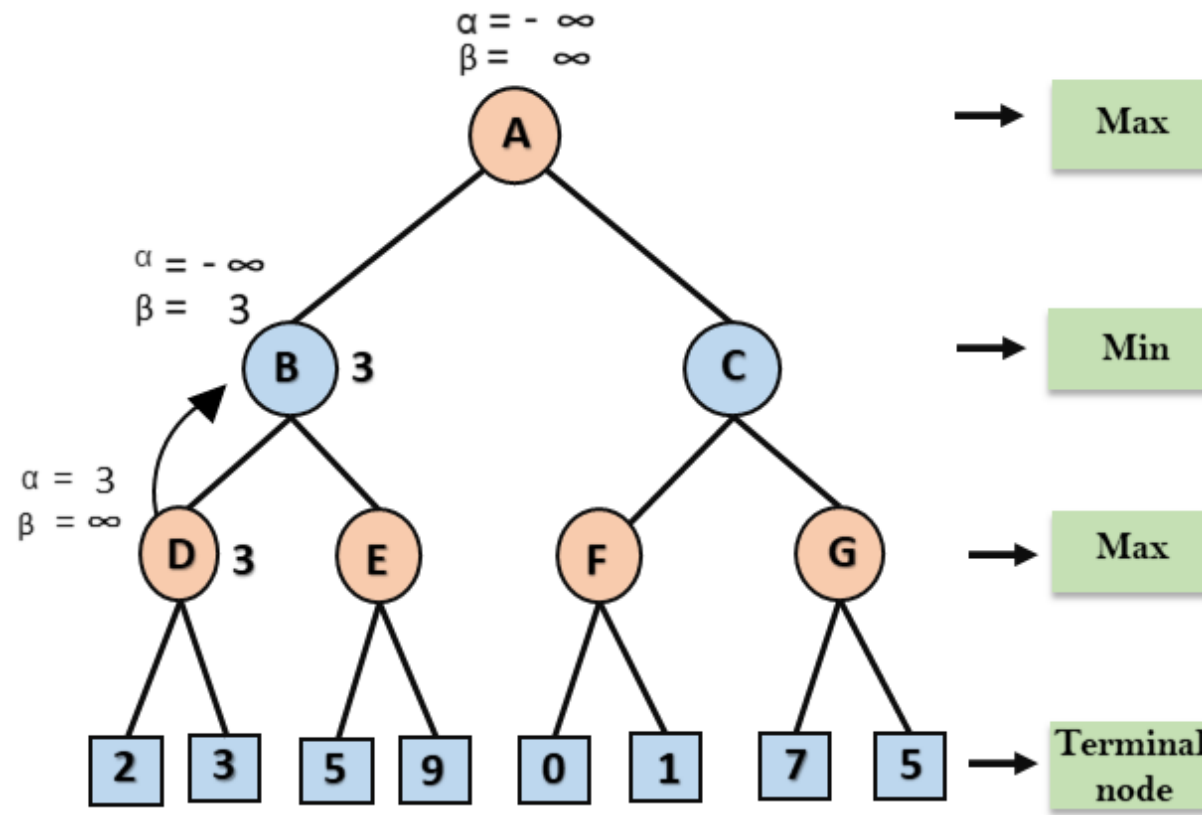 α = - ∞
β = ∞
A
Max
α = - ∞
β = 3
B 3
C
Min
α = 3
β = ∞
D 3
E
F
G
Max
2 3 5 9 0 1 7 5
Terminal
node